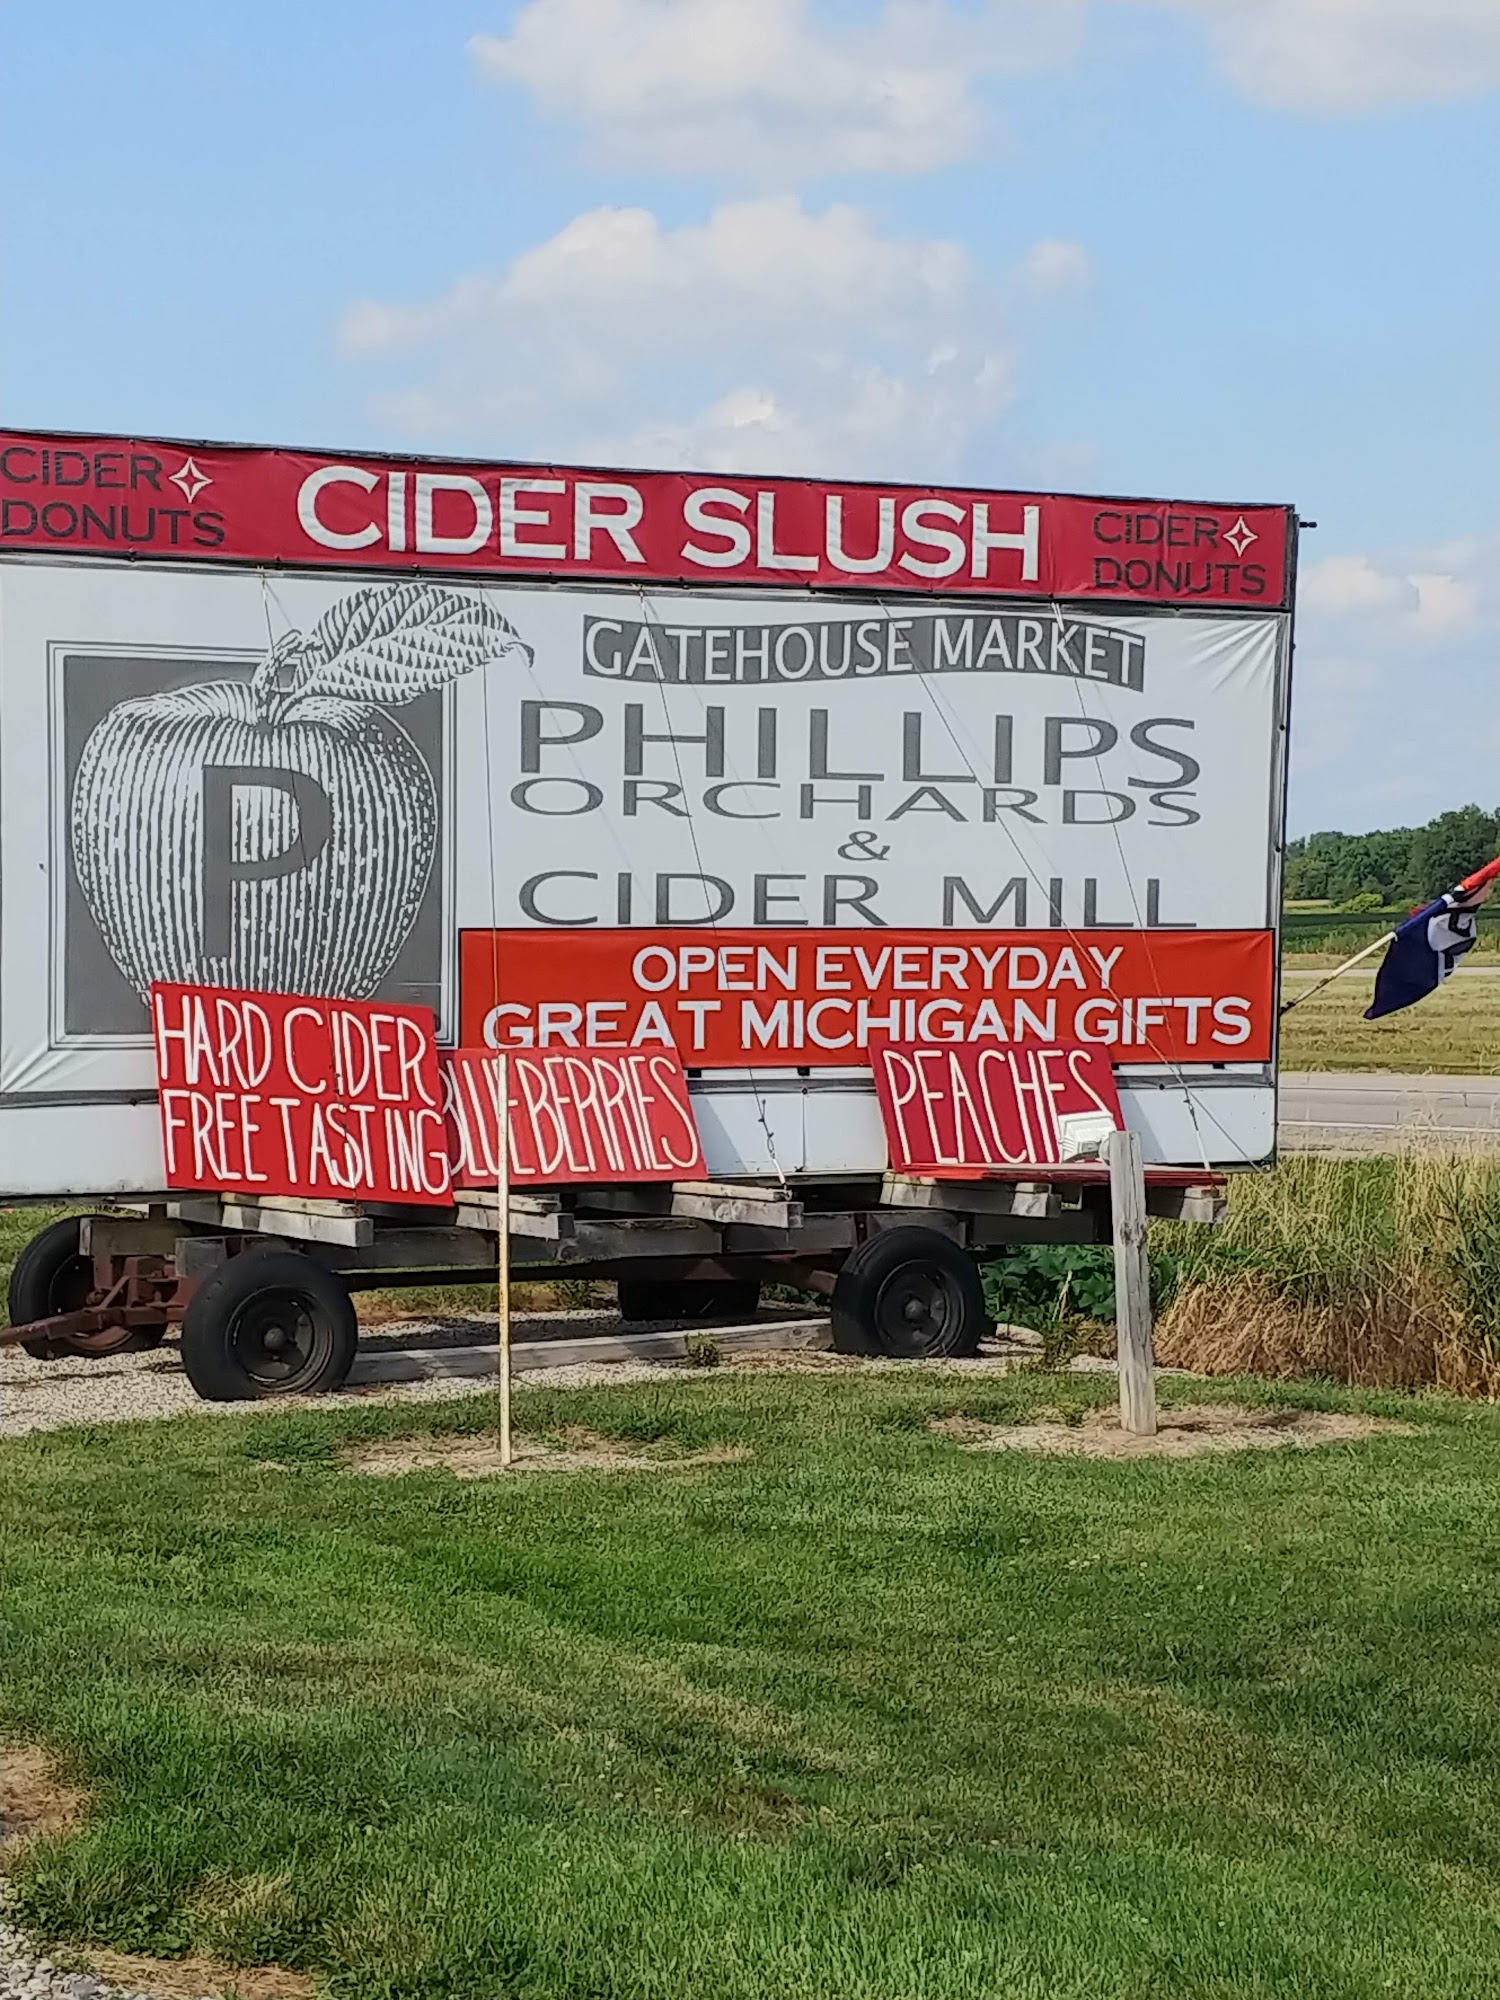 CIDER
DONUTS
CIDER SLUSH
CIDER
DONUTS
GATEHOUSE MARKET
PHILLIPS
ORCHARDS
&
CIDER MILL
P
OPEN EVERYDAY
GREAT MICHIGAN GIFTS
HARD CIDER
FREE TASTING
BLUEBERRIES
PEACHES